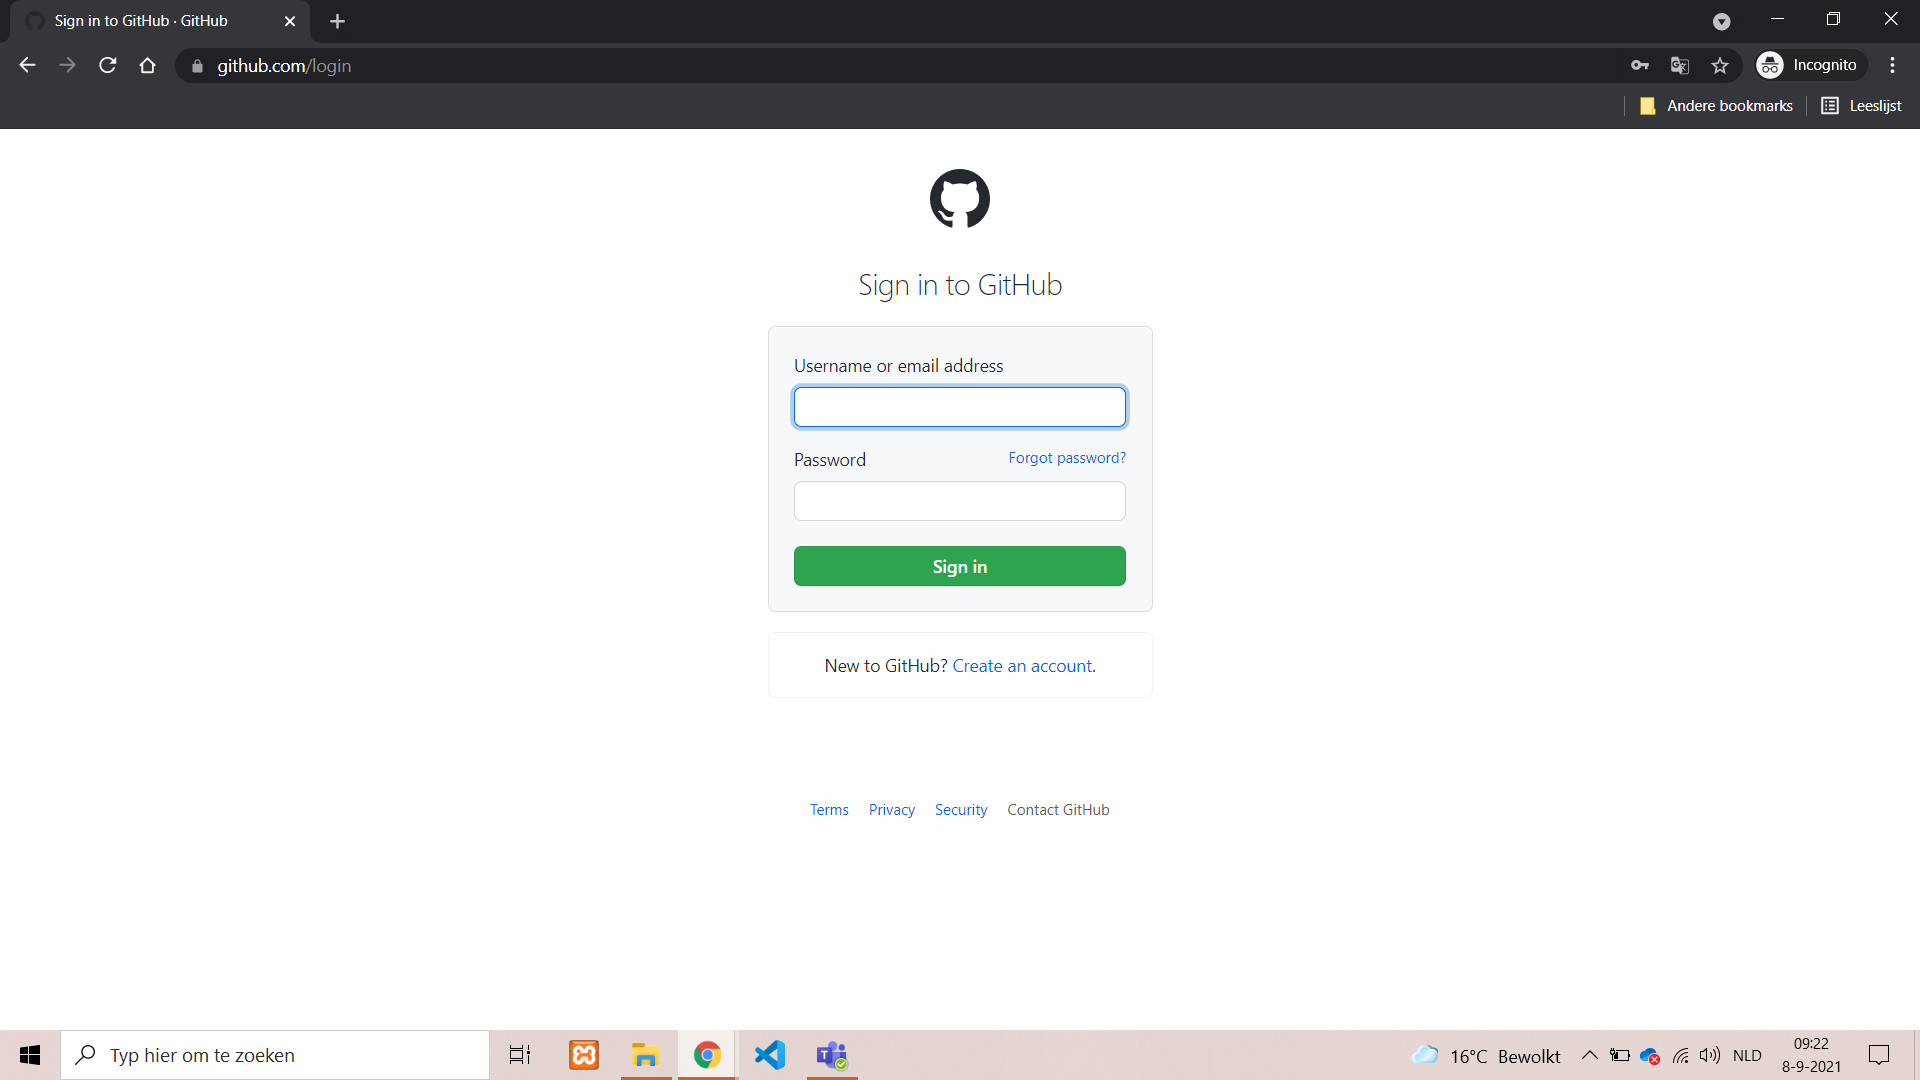 Sign in to GitHub · GitHub
github.com/login
Incognito
Andere bookmarks
Leeslijst
Sign in to GitHub
Username or email address
Password
Forgot password?
Sign in
New to GitHub? Create an account.
Terms Privacy Security Contact GitHub
Typ hier om te zoeken
16°C Bewolkt
NLD
09:22
8-9-2021